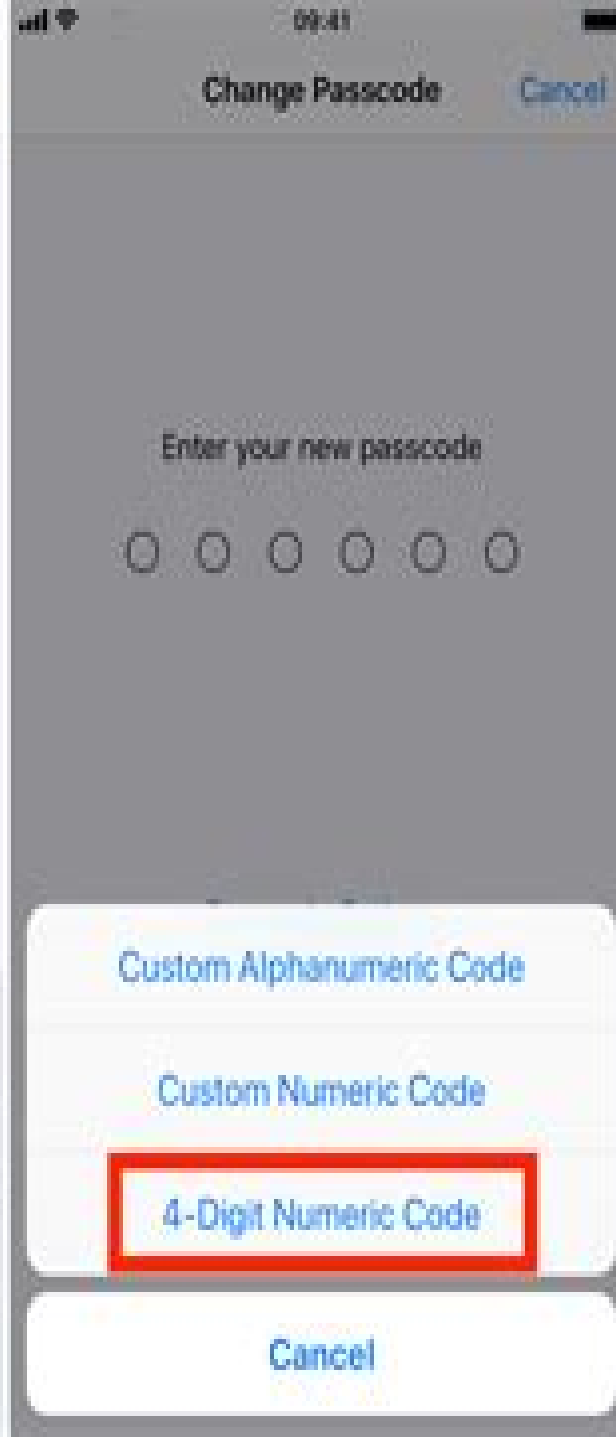 09:41
Change Passcode Cancel
Enter your new passcode
Custom Alphanumeric Code
Custom Numeric Code
4-Digit Numeric Code
Cancel